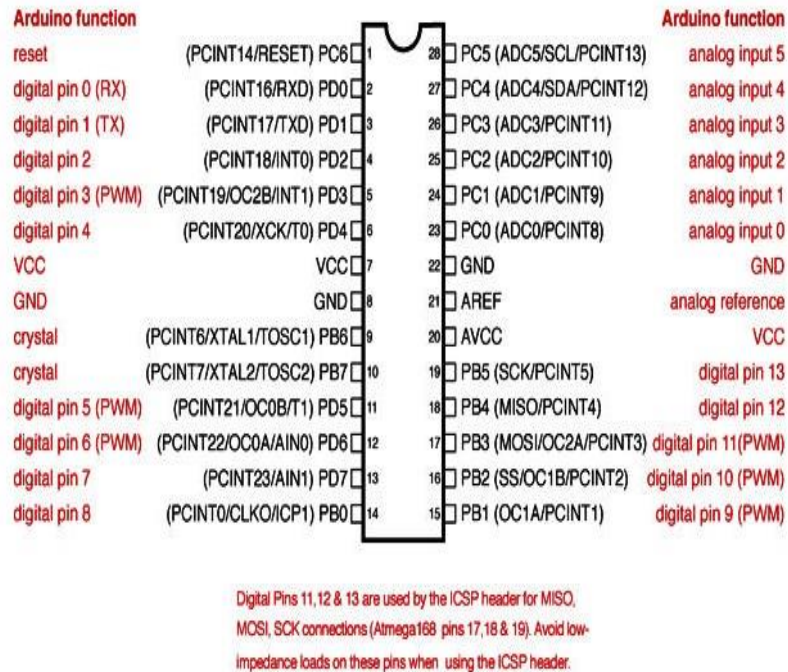 Arduino function Arduino function
reset (PCINT14/RESET) PC6 1 28 PC5 (ADC5/SCL/PCINT13) analog input 5
digital pin 0 (RX) (PCINT16/RXD) PD0 2 27 PC4 (ADC4/SDA/PCINT12) analog input 4
digital pin 1 (TX) (PCINT17/TXD) PD1 3 26 PC3 (ADC3/PCINT11) analog input 3
digital pin 2 (PCINT18/INT0) PD2 4 25 PC2 (ADC2/PCINT10) analog input 2
digital pin 3 (PWM) (PCINT19/OC2B/INT1) PD3 5 24 PC1 (ADC1/PCINT9) analog input 1
digital pin 4 (PCINT20/XCK/T0) PD4 6 23 PC0 (ADC0/PCINT8) analog input 0
VCC VCC 7 22 GND GND
GND GND 8 21 AREF analog reference
crystal (PCINT6/XTAL1/TOSC1) PB6 9 20 AVCC VCC
crystal (PCINT7/XTAL2/TOSC2) PB7 10 19 PB5 (SCK/PCINT5) digital pin 13
digital pin 5 (PWM) (PCINT21/OC0B/T1) PD5 11 18 PB4 (MISO/PCINT4) digital pin 12
digital pin 6 (PWM) (PCINT22/OC0A/AIN0) PD6 12 17 PB3 (MOSI/OC2A/PCINT3) digital pin 11(PWM)
digital pin 7 (PCINT23/AIN1) PD7 13 16 PB2 (SS/OC1B/PCINT2) digital pin 10 (PWM)
digital pin 8 (PCINT0/CLKO/ICP1) PB0 14 15 PB1 (OC1A/PCINT1) digital pin 9 (PWM)
Digital Pins 11,12 & 13 are used by the ICSP header for MISO,
MOSI, SCK connections (Atmega168 pins 17,18 & 19). Avoid low-
impedance loads on these pins when using the ICSP header.